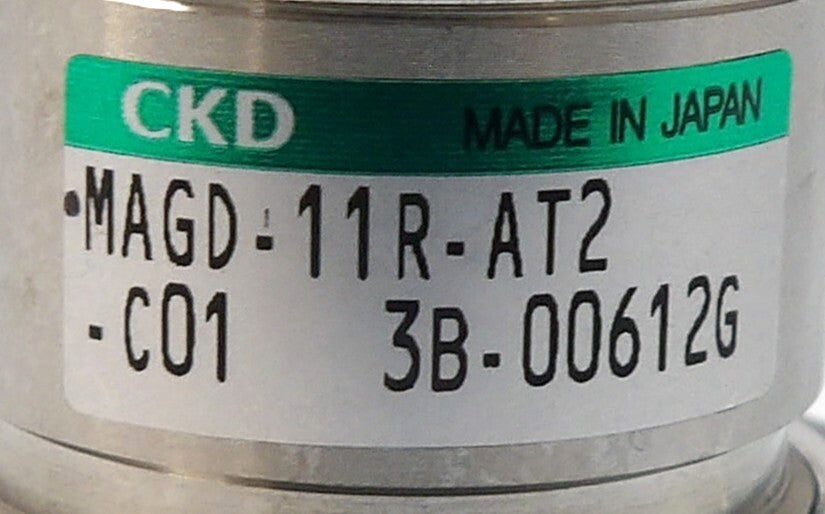 CKD MADE IN JAPAN
•MAGD-11R-AT2
-C01 3B-00612G